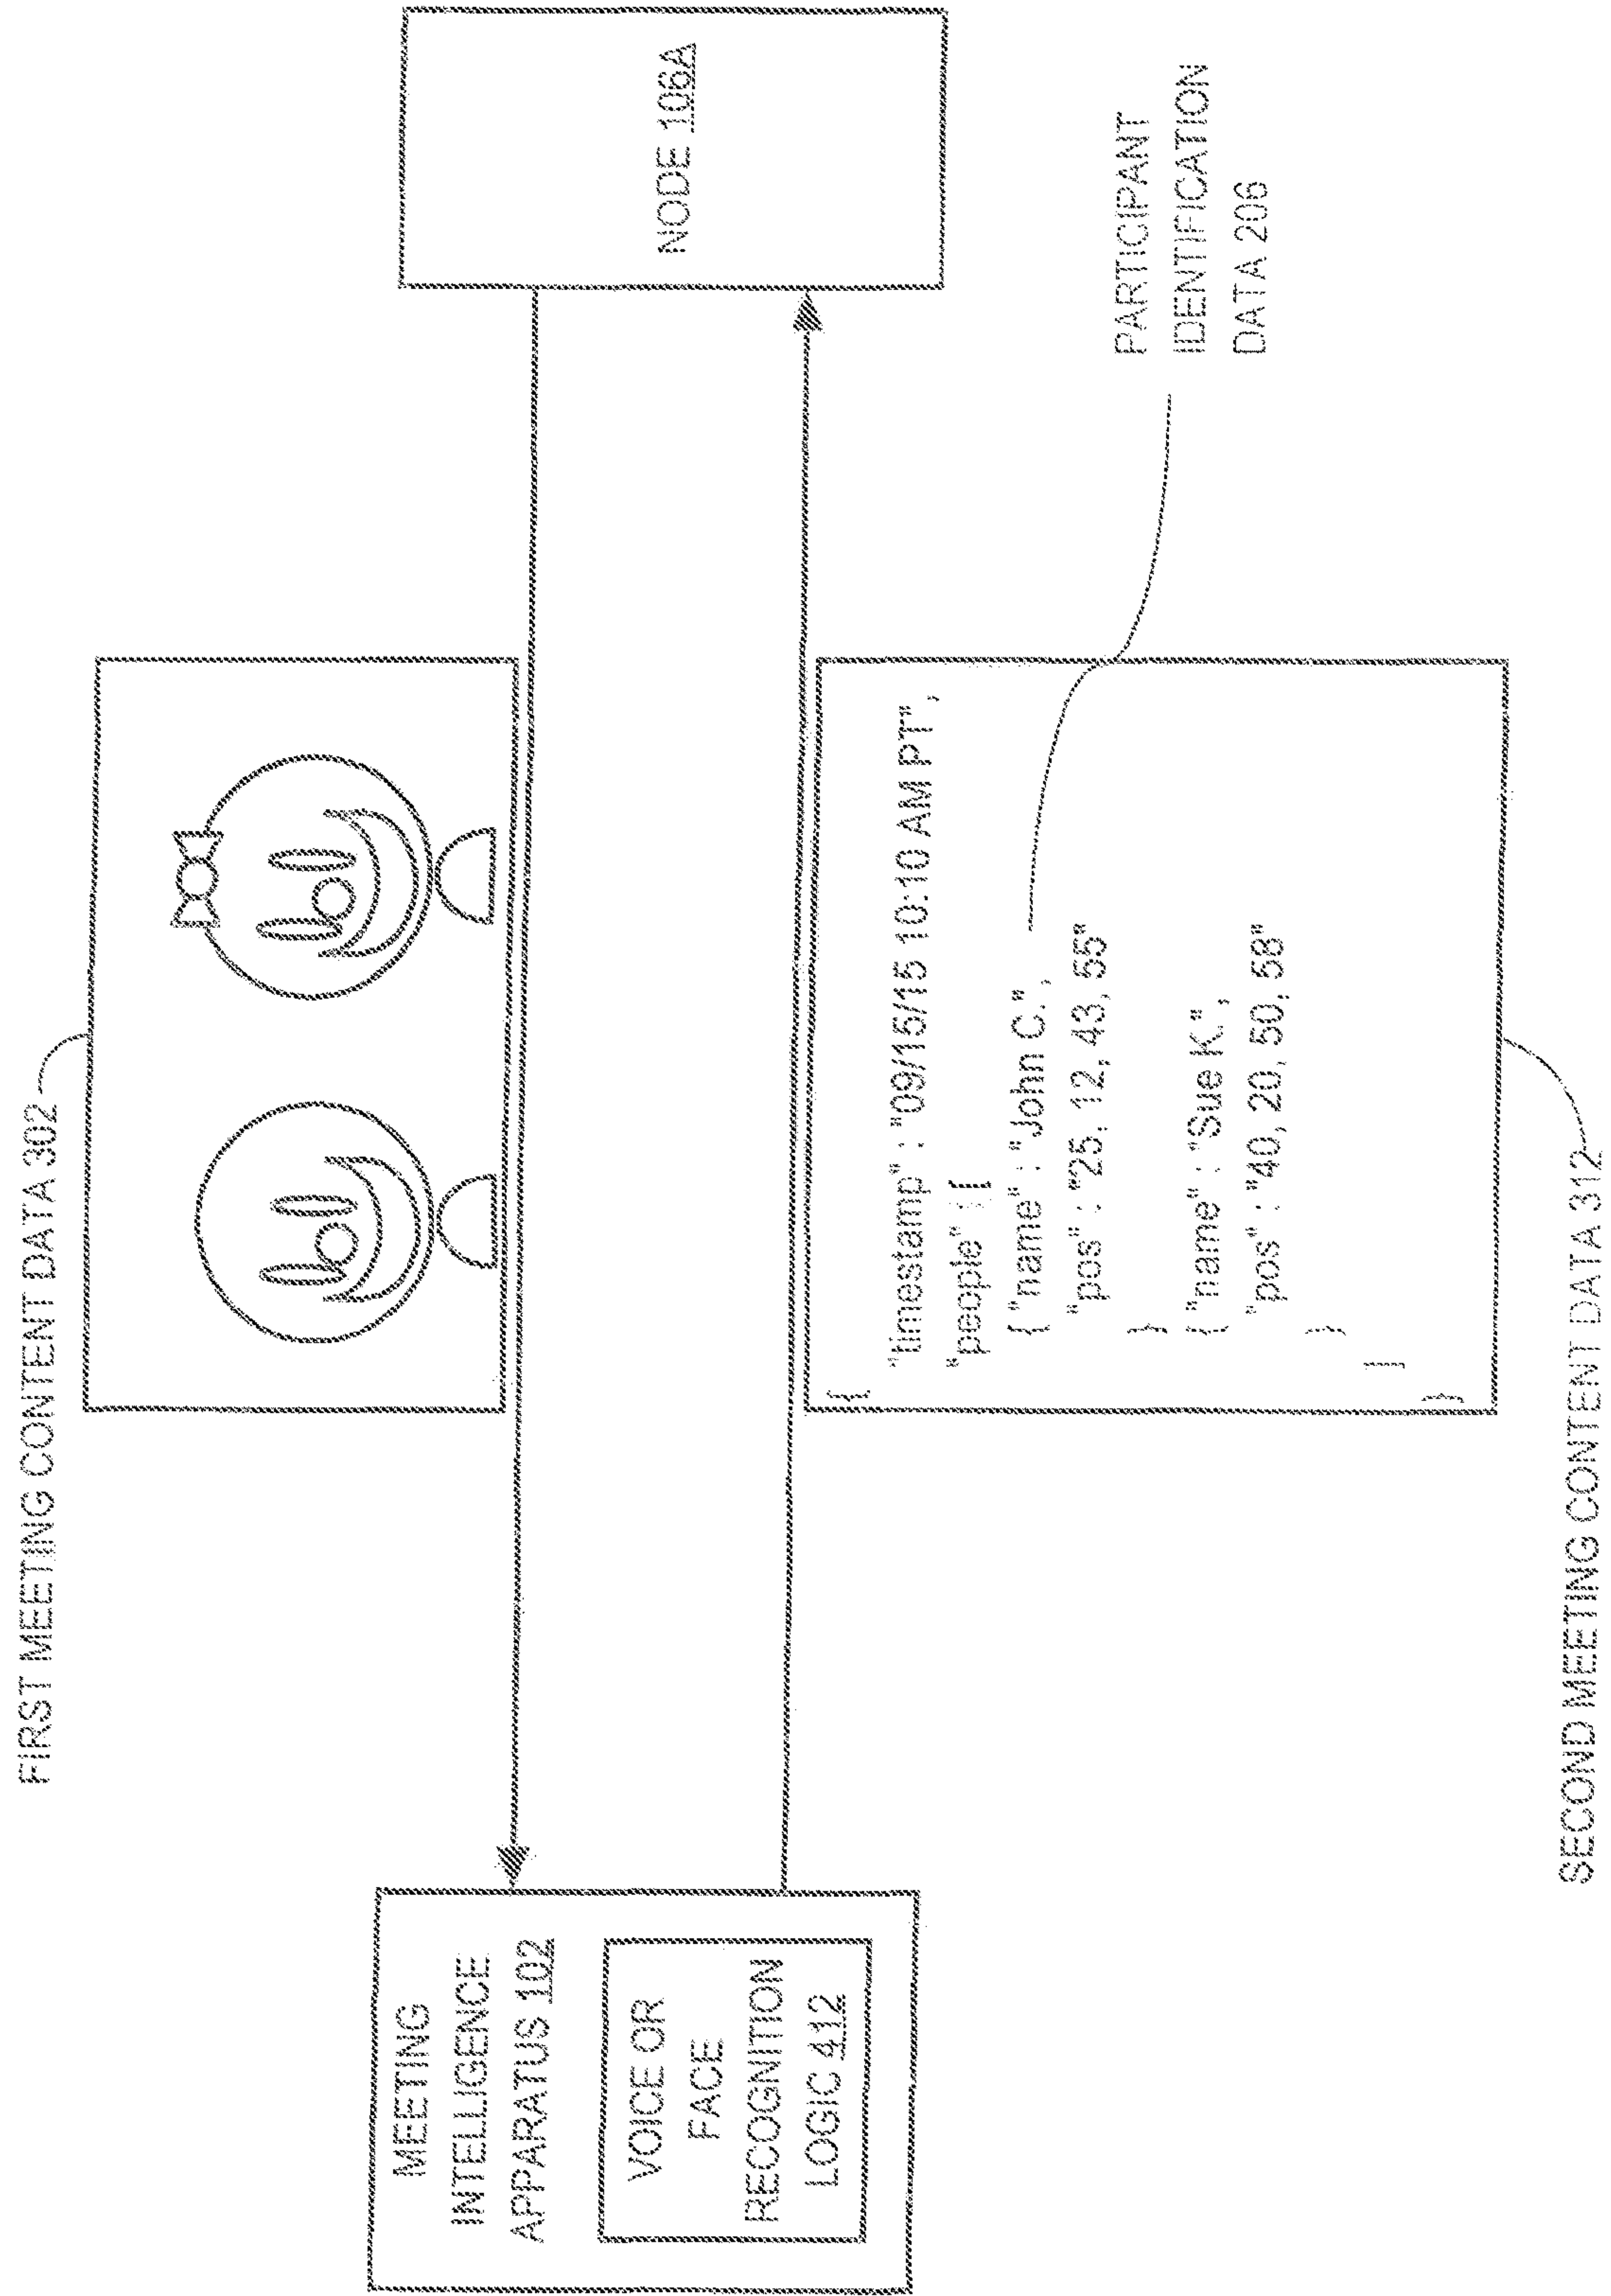 FIRST MEETING CONTENT DATA 302
MEETING
INTELLIGENCE
APPARATUS 102
VOICE OR
FACE
RECOGNITION
LOGIC 412
NODE 106A
{
"timestamp" : "09/15/15 10:10 AM PT",
"people" : [
{ "name" : "John C.",
"pos" : "25, 12, 43, 55"
}
{ "name" : "Sue K.",
"pos" : "40, 20, 50, 58"
}
]
}
PARTICIPANT
IDENTIFICATION
DATA 206
SECOND MEETING CONTENT DATA 312